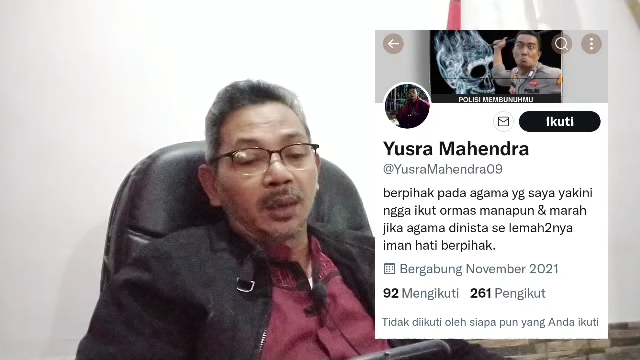 POLISI MEMBUNUHMU
Ikuti
Yusra Mahendra
@YusraMahendra09
berpihak pada agama yg saya yakini
ngga ikut ormas manapun & marah
jika agama dinista se lemah2nya
iman hati berpihak.
Bergabung November 2021
92 Mengikuti 261 Pengikut
Tidak diikuti oleh siapa pun yang Anda ikuti